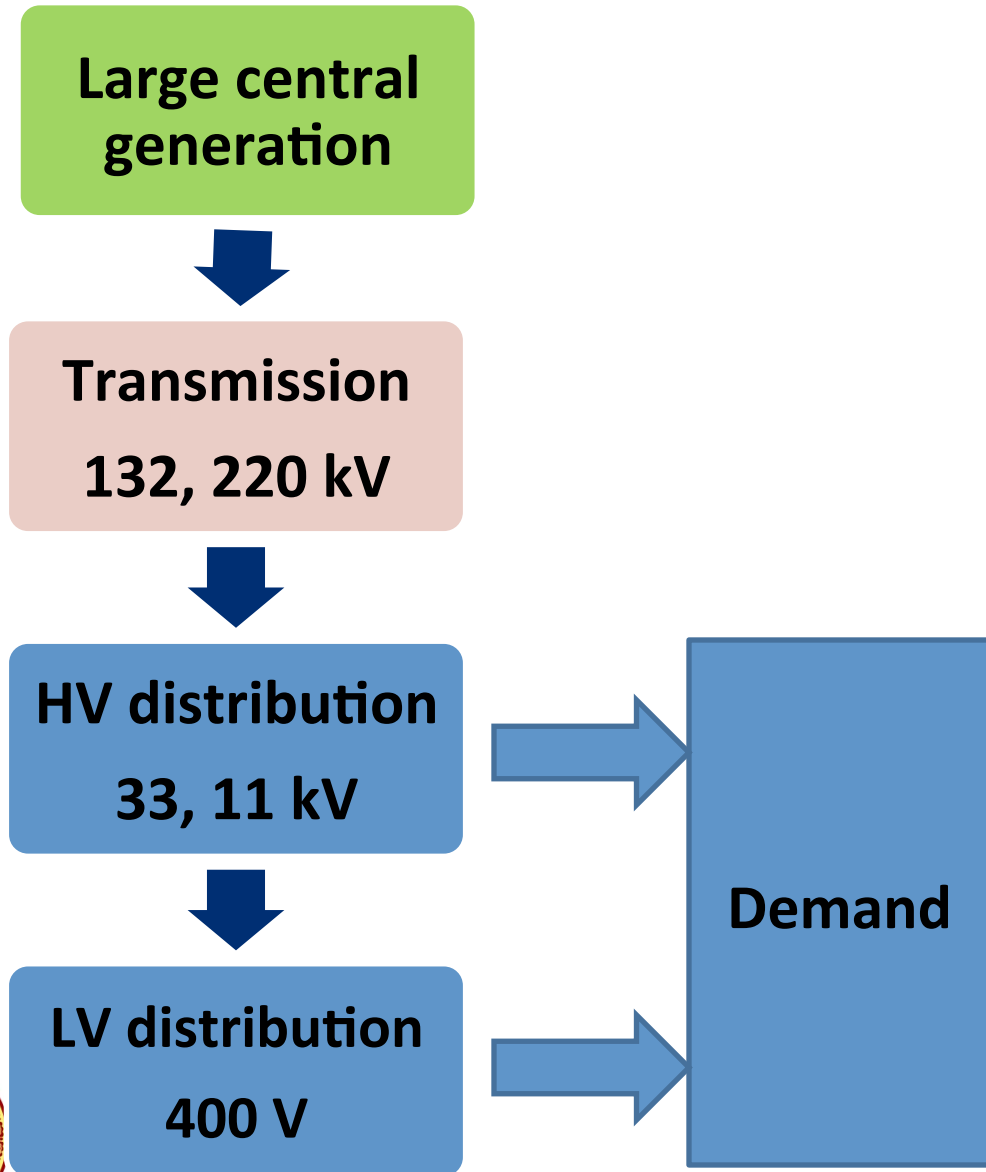 Large central
generation
Transmission
132, 220 kV
HV distribution
33, 11 kV
Demand
LV distribution
400 V